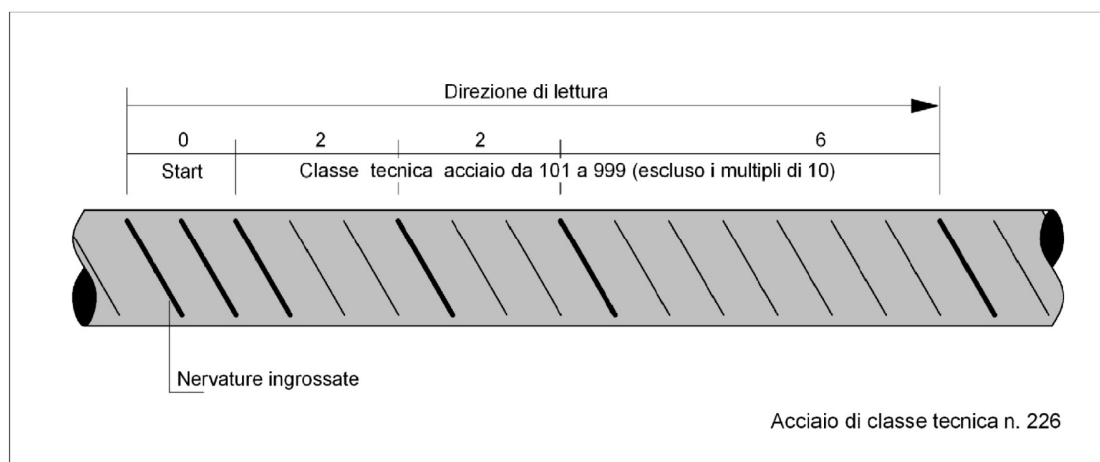 Direzione di lettura
0 2 2 6
Start Classe tecnica acciaio da 101 a 999 (escluso i multipli di 10)
Nervature ingrossate
Acciaio di classe tecnica n. 226